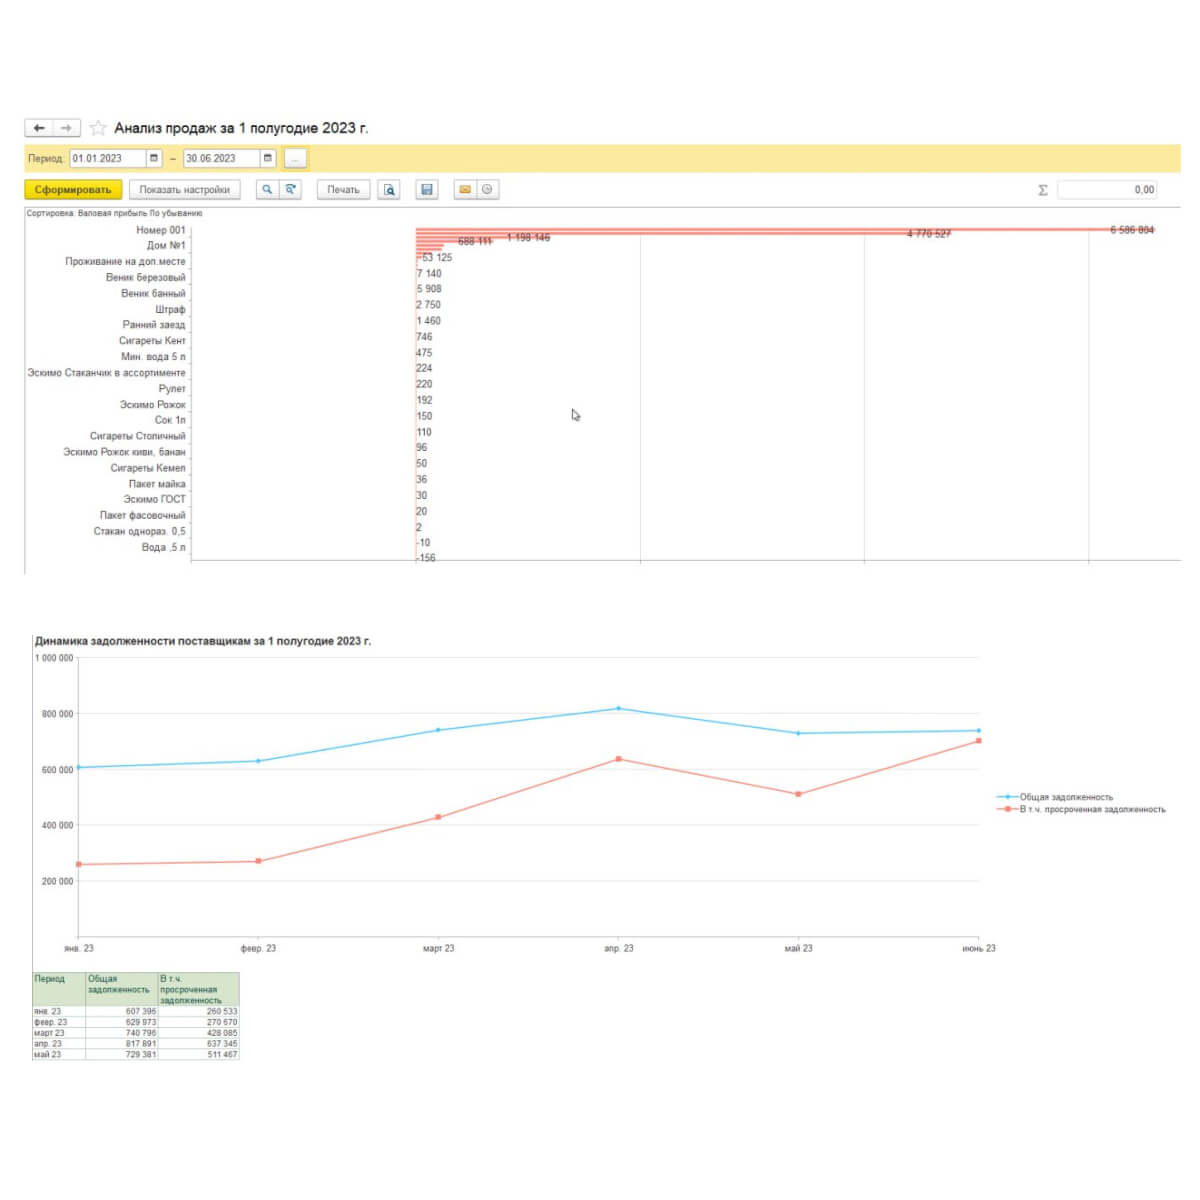 Анализ продаж за 1 полугодие 2023 г.
Период: 01.01.2023 – 30.06.2023 ...
Сформировать Показать настройки Печать Σ 0,00
Сортировка: Валовая прибыль По убыванию
Номер 001 6 586 804
4 770 527
1 198 146
Дом №1 688 111
Проживание на доп.месте 53 125
Веник березовый 7 140
Веник банный 5 908
Штраф 2 750
Ранний заезд 1 460
Сигареты Кент 746
Мин. вода 5 л 475
Эскимо Стаканчик в ассортименте 224
Рулет 220
Эскимо Рожок 192
Сок 1л 150
Сигареты Столичный 110
Эскимо Рожок киви, банан 96
Сигареты Кемел 50
Пакет майка 36
Эскимо ГОСТ 30
Пакет фасовочный 20
Стакан однораз. 0,5 2
Вода ,5 л -10
-156
Динамика задолженности поставщикам за 1 полугодие 2023 г.
1 000 000
800 000
600 000
400 000
200 000
Общая задолженность
В т.ч. просроченная задолженность
янв. 23 февр. 23 март 23 апр. 23 май 23 июнь 23
Период Общая задолженность В т.ч. просроченная задолженность
янв. 23 607 396 260 533
февр. 23 629 973 270 670
март 23 740 796 428 085
апр. 23 817 891 637 345
май 23 729 381 511 467